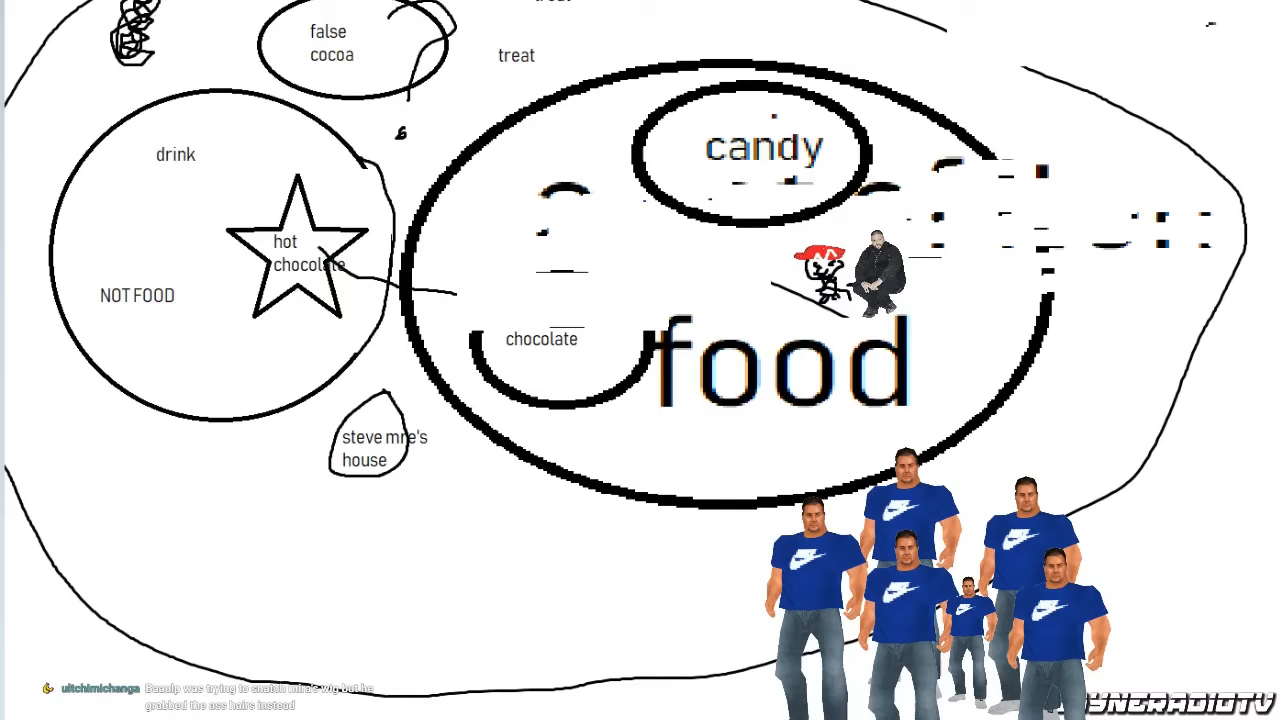 false
cocoa
treat
candy
drink
hot
chocolate
NOT FOOD
chocolate
food
steve mre's
house
ultchimichanga Baaulp was trying to snatch mira's wig but he
grabbed the ass hairs instead